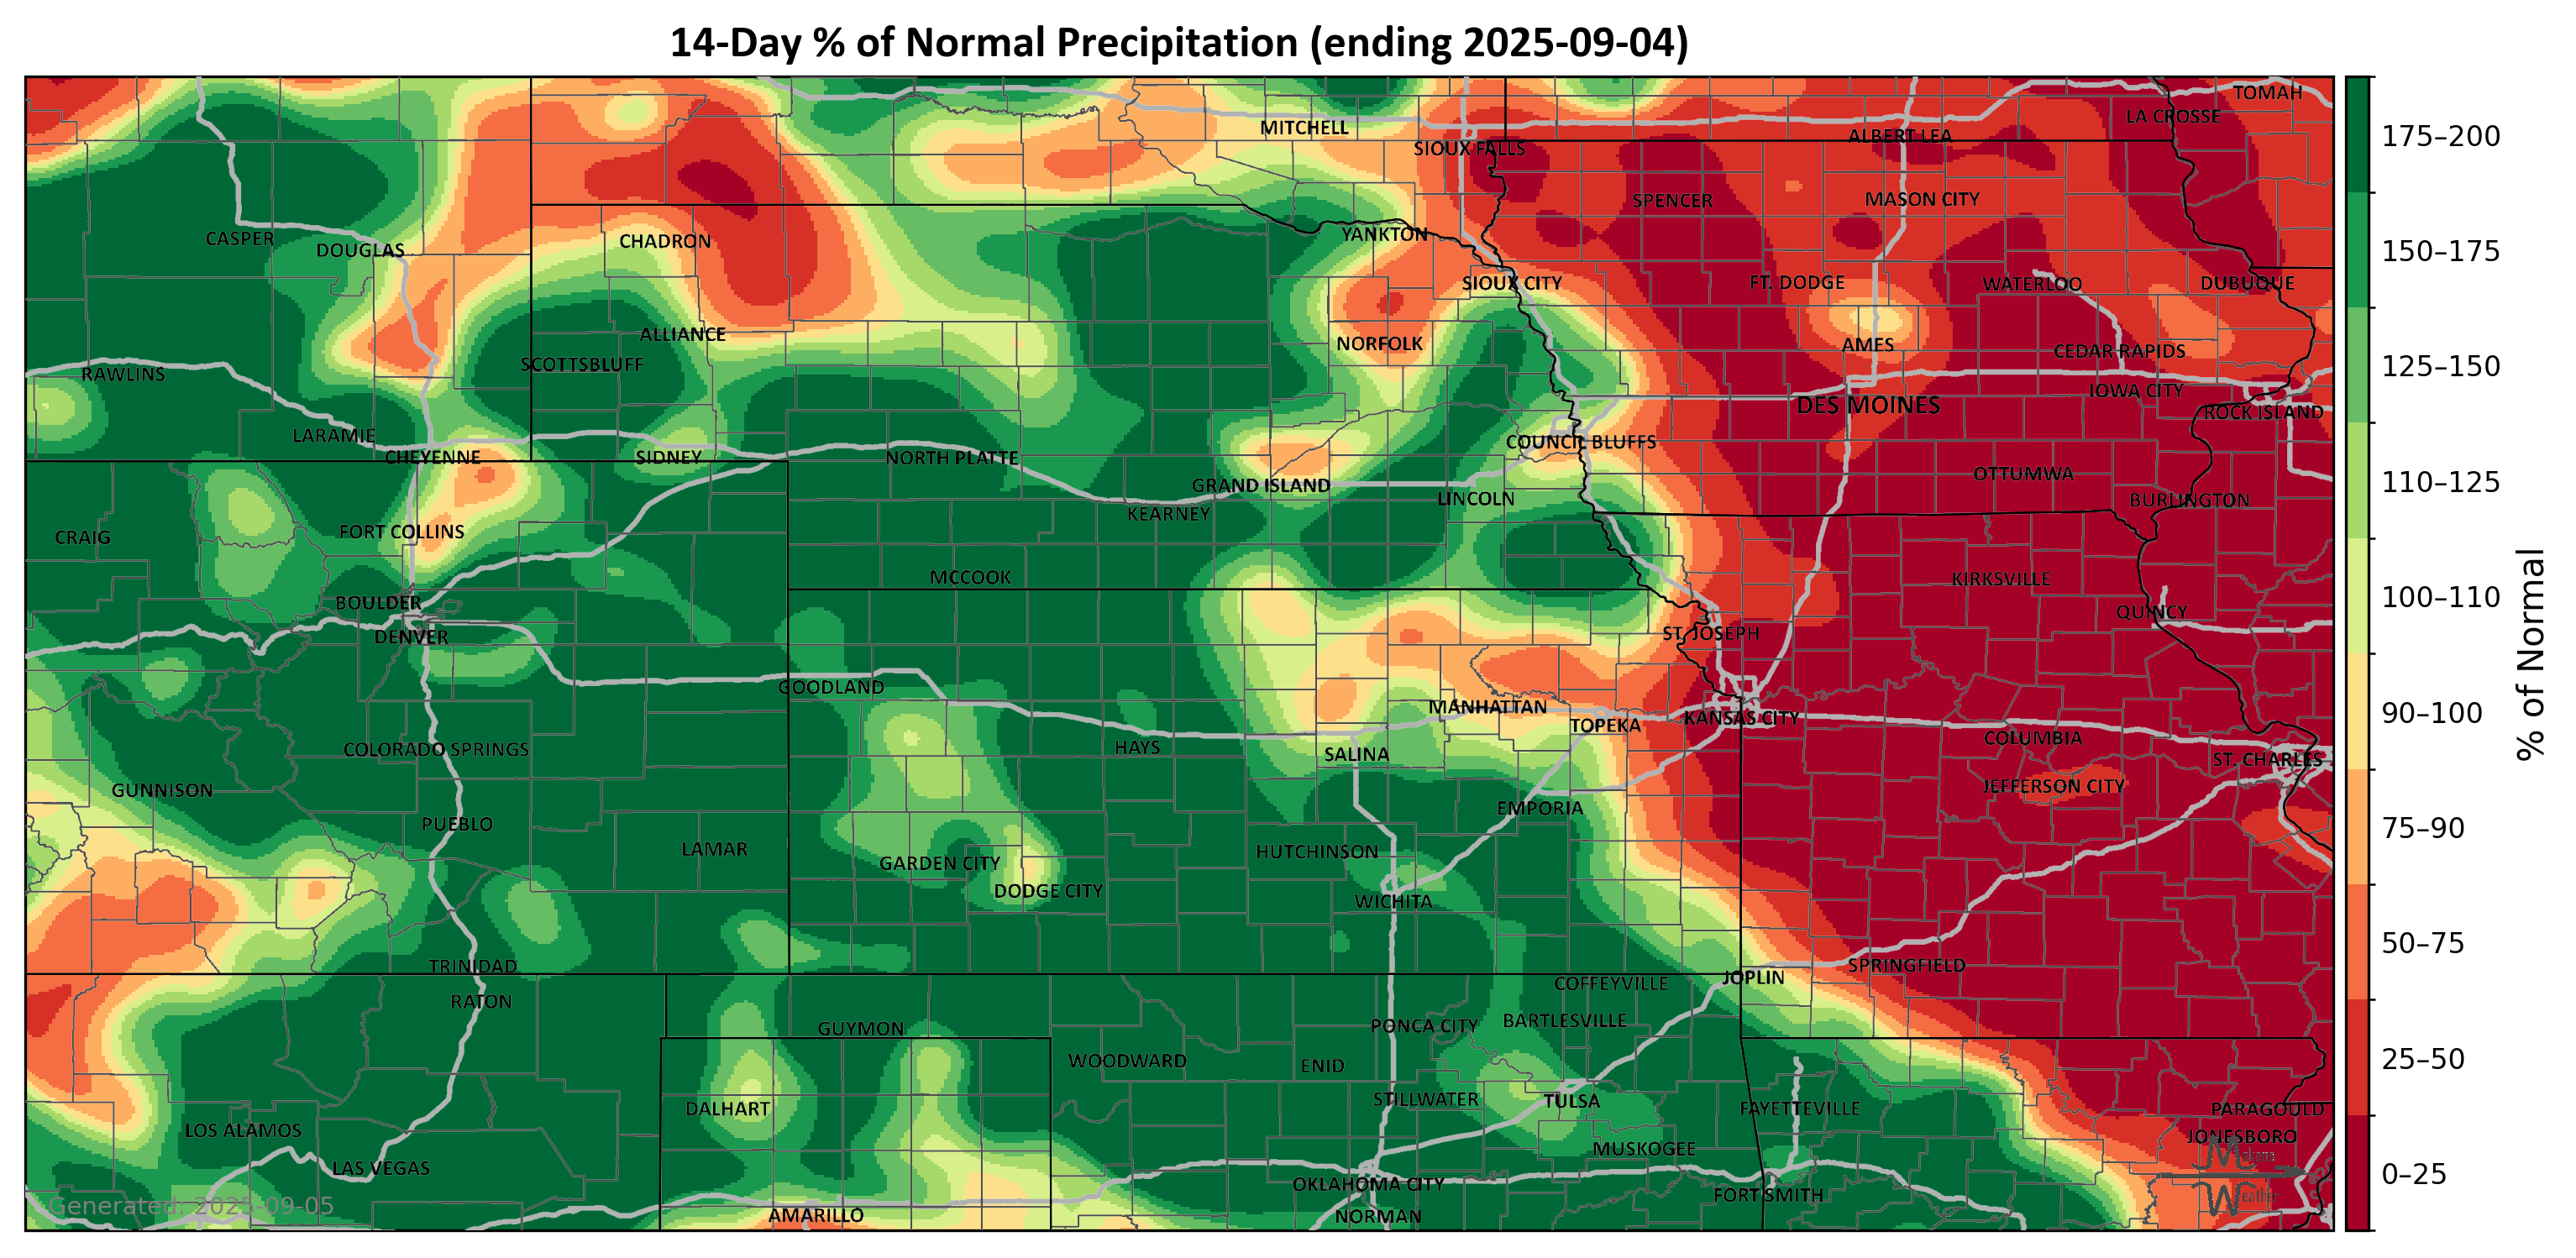 14-Day % of Normal Precipitation (ending 2025-09-04)
TOMAH
LA CROSSE
MITCHELL
ALBERT LEA
SIOUX FALLS
SPENCER
MASON CITY
CASPER
DOUGLAS
CHADRON
YANKTON
SIOUX CITY
FT. DODGE
WATERLOO
DUBUQUE
ALLIANCE
NORFOLK
AMES
CEDAR RAPIDS
SCOTTSBLUFF
RAWLINS
IOWA CITY
DES MOINES
ROCK ISLAND
LARAMIE
COUNCIL BLUFFS
CHEYENNE
SIDNEY
NORTH PLATTE
OTTUMWA
GRAND ISLAND
LINCOLN
BURLINGTON
KEARNEY
FORT COLLINS
CRAIG
MCCOOK
KIRKSVILLE
BOULDER
QUINCY
DENVER
ST. JOSEPH
GOODLAND
MANHATTAN
TOPEKA
KANSAS CITY
COLUMBIA
COLORADO SPRINGS
HAYS
SALINA
ST. CHARLES
GUNNISON
JEFFERSON CITY
EMPORIA
PUEBLO
LAMAR
HUTCHINSON
GARDEN CITY
DODGE CITY
WICHITA
TRINIDAD
SPRINGFIELD
JOPLIN
COFFEYVILLE
RATON
GUYMON
PONCA CITY
BARTLESVILLE
WOODWARD
ENID
DALHART
STILLWATER
TULSA
FAYETTEVILLE
PARAGOULD
LOS ALAMOS
JONESBORO
MUSKOGEE
LAS VEGAS
OKLAHOMA CITY
FORT SMITH
AMARILLO
NORMAN
Generated: 2025-09-05
Weather
175–200
150–175
125–150
110–125
100–110
90–100
75–90
50–75
25–50
0–25
% of Normal